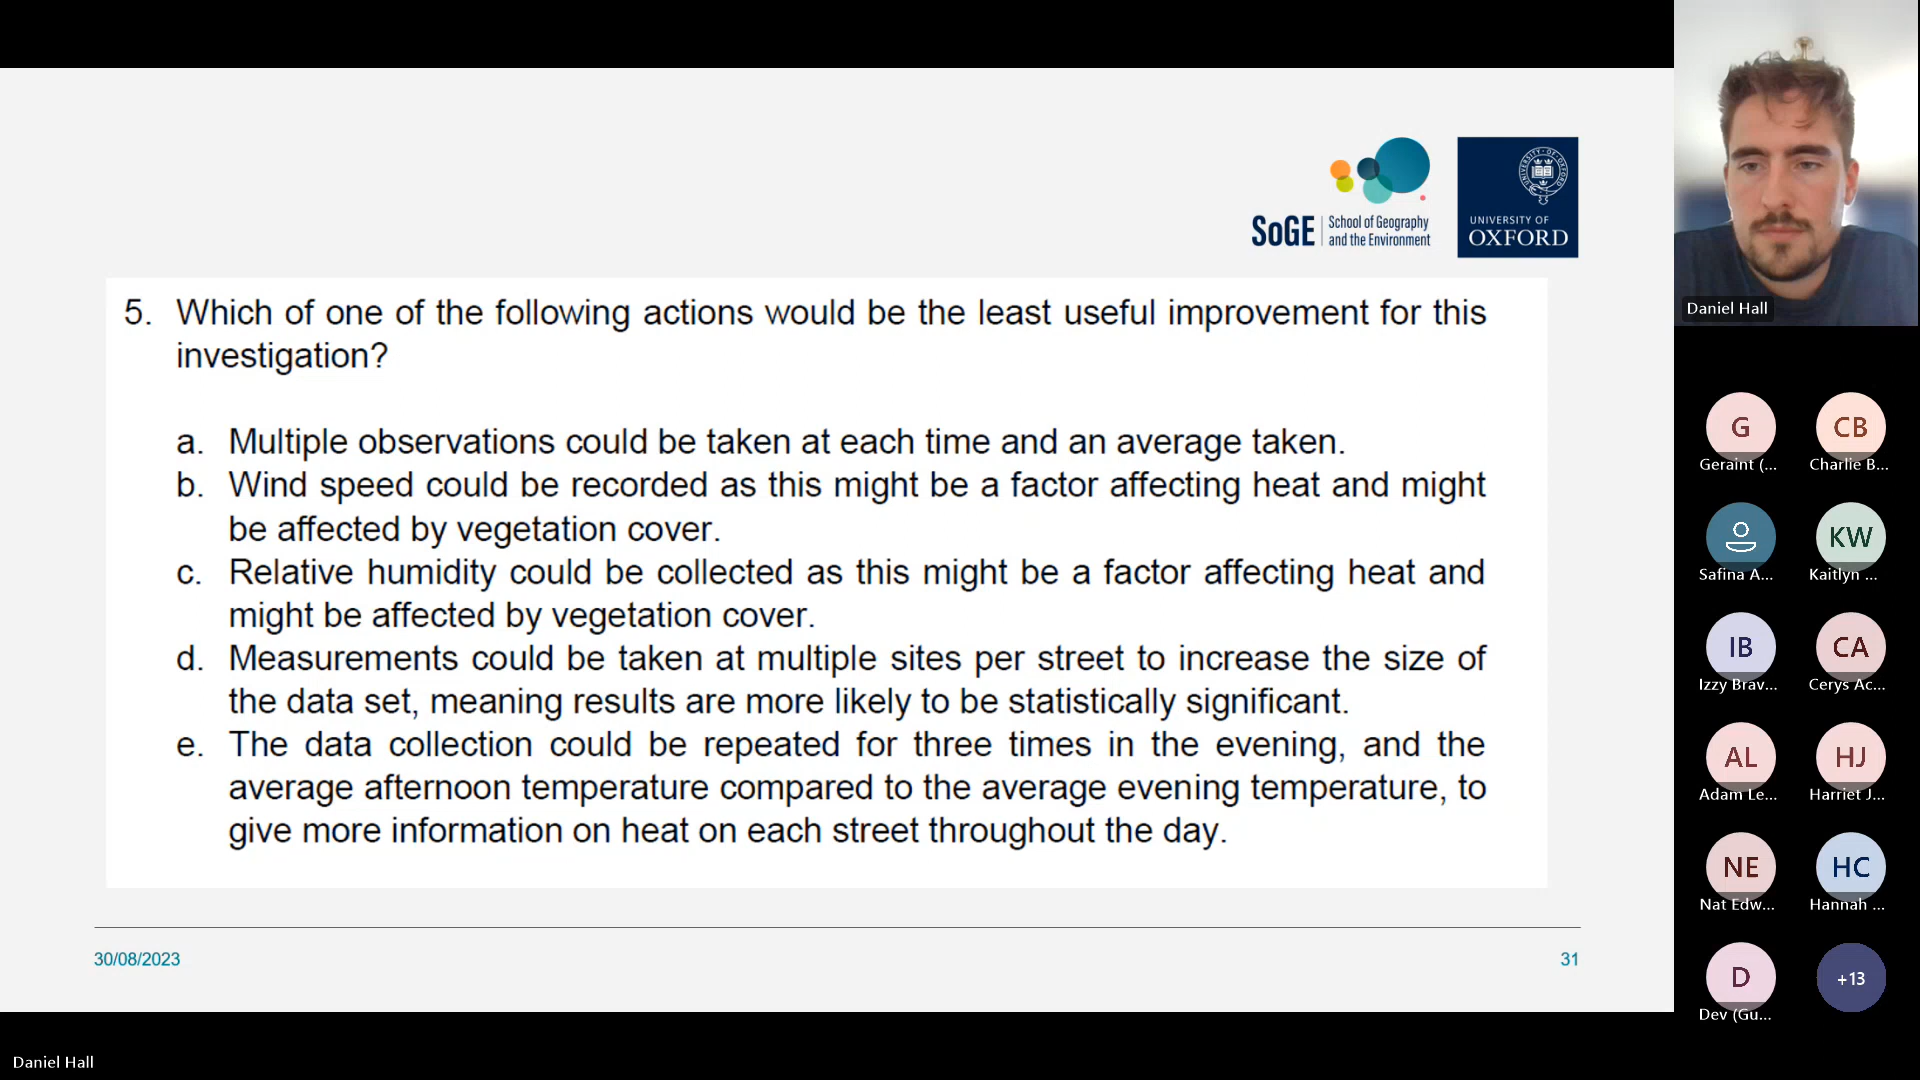 SoGE
School of Geography
and the Environment
UNIVERSITY OF
OXFORD
5. Which of one of the following actions would be the least useful improvement for this
investigation?
a. Multiple observations could be taken at each time and an average taken.
b. Wind speed could be recorded as this might be a factor affecting heat and might
be affected by vegetation cover.
c. Relative humidity could be collected as this might be a factor affecting heat and
might be affected by vegetation cover.
d. Measurements could be taken at multiple sites per street to increase the size of
the data set, meaning results are more likely to be statistically significant.
e. The data collection could be repeated for three times in the evening, and the
average afternoon temperature compared to the average evening temperature, to
give more information on heat on each street throughout the day.
30/08/2023
31
Daniel Hall
Daniel Hall
G
CB
Geraint (...
Charlie B...
KW
Safina A...
Kaitlyn ...
IB
CA
Izzy Brav...
Cerys Ac...
AL
HJ
Adam Le...
Harriet J...
NE
HC
Nat Edw...
Hannah ...
D
+13
Dev (Gu...